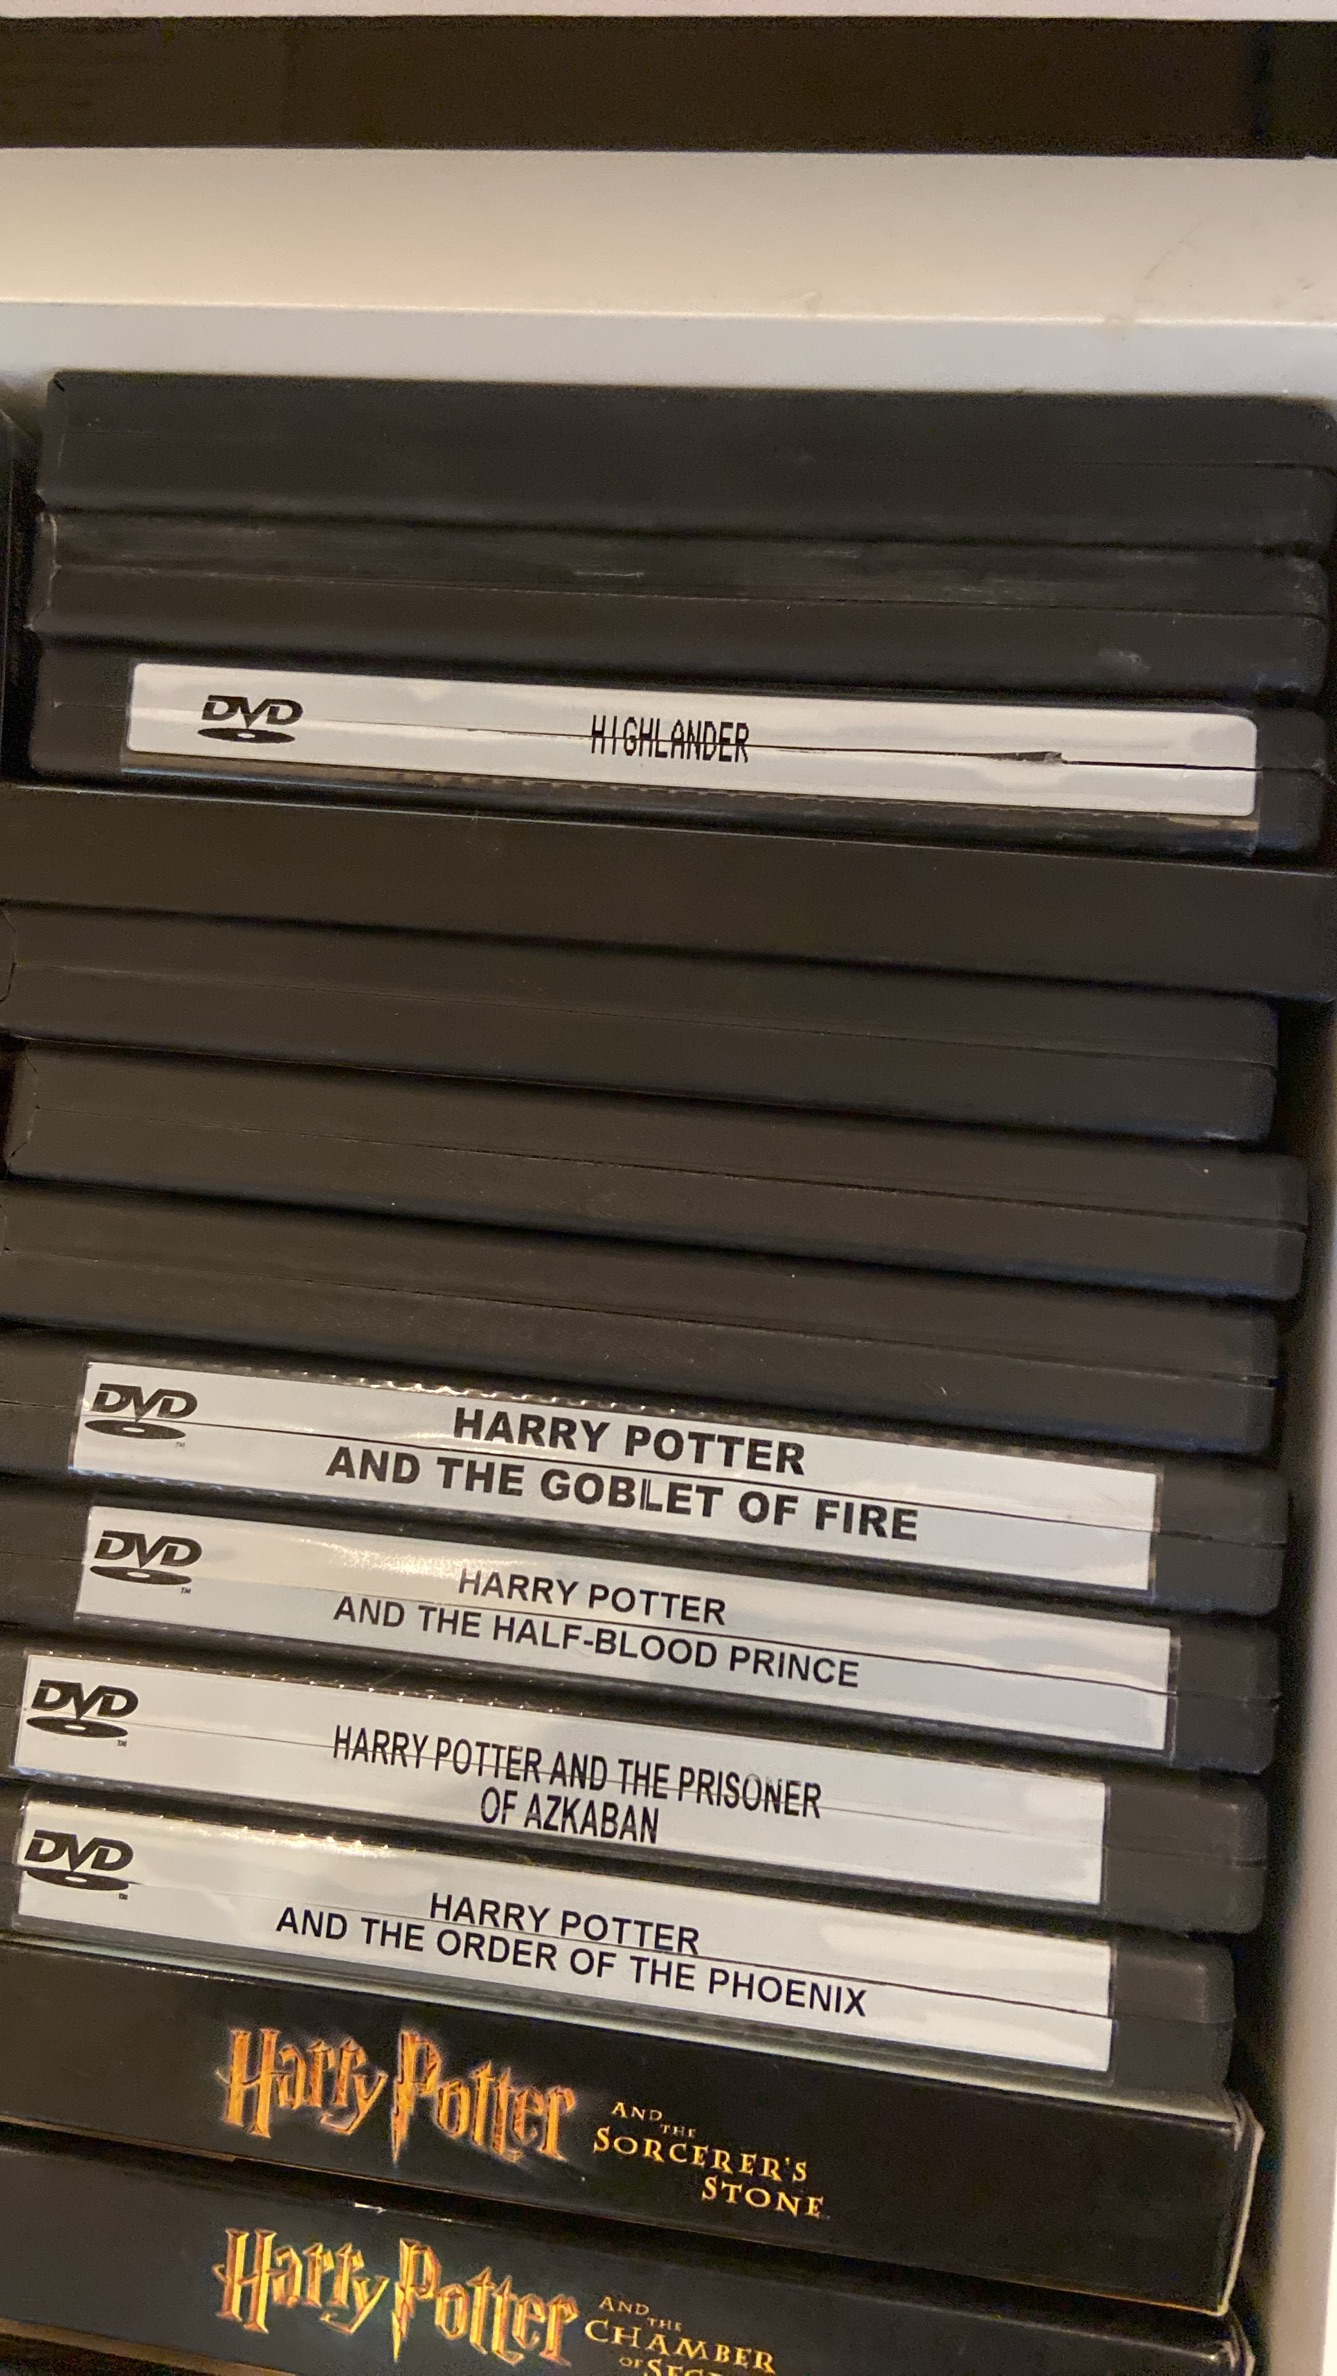 DVD
HIGHLANDER
DVD
HARRY POTTER
AND THE GOBLET OF FIRE
DVD
HARRY POTTER
AND THE HALF-BLOOD PRINCE
DVD
HARRY POTTER AND THE PRISONER
OF AZKABAN
DVD
HARRY POTTER
AND THE ORDER OF THE PHOENIX
Harry Potter AND THE
SORCERER'S
STONE
Harry Potter AND THE
CHAMBER
OF